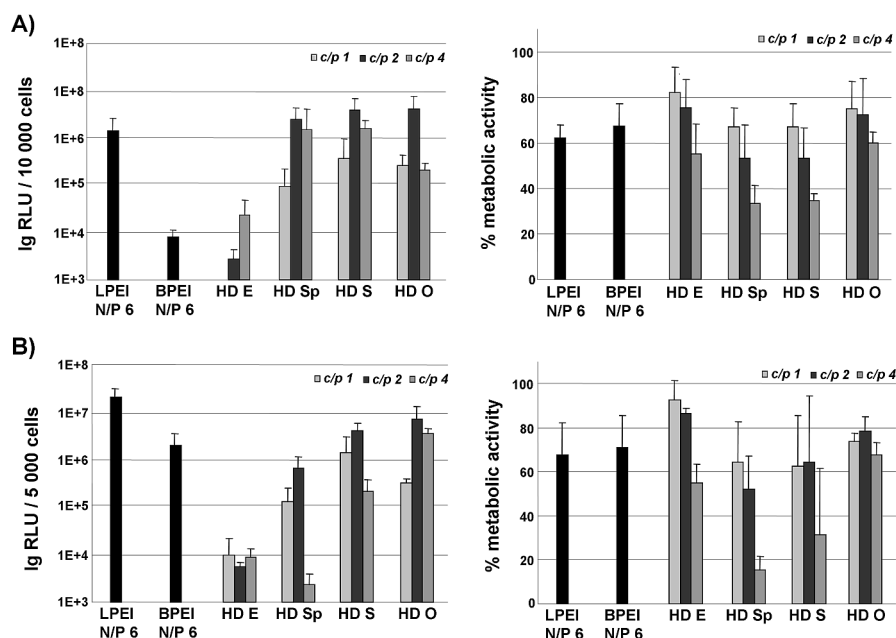 A)
lg RLU / 10 000 cells
1E+8
1E+8
1E+6
1E+5
1E+4
1E+3
c/p 1 c/p 2 c/p 4
LPEI N/P 6
BPEI N/P 6
HD E
HD Sp
HD S
HD O
% metabolic activity
100
80
60
40
20
0
c/p 1 c/p 2 c/p 4
LPEI N/P 6
BPEI N/P 6
HD E
HD Sp
HD S
HD O
B)
lg RLU / 5 000 cells
1E+8
1E+7
1E+6
1E+5
1E+4
1E+3
c/p 1 c/p 2 c/p 4
LPEI N/P 6
BPEI N/P 6
HD E
HD Sp
HD S
HD O
% metabolic activity
100
80
60
40
20
0
c/p 1 c/p 2 c/p 4
LPEI N/P 6
BPEI N/P 6
HD E
HD Sp
HD S
HD O